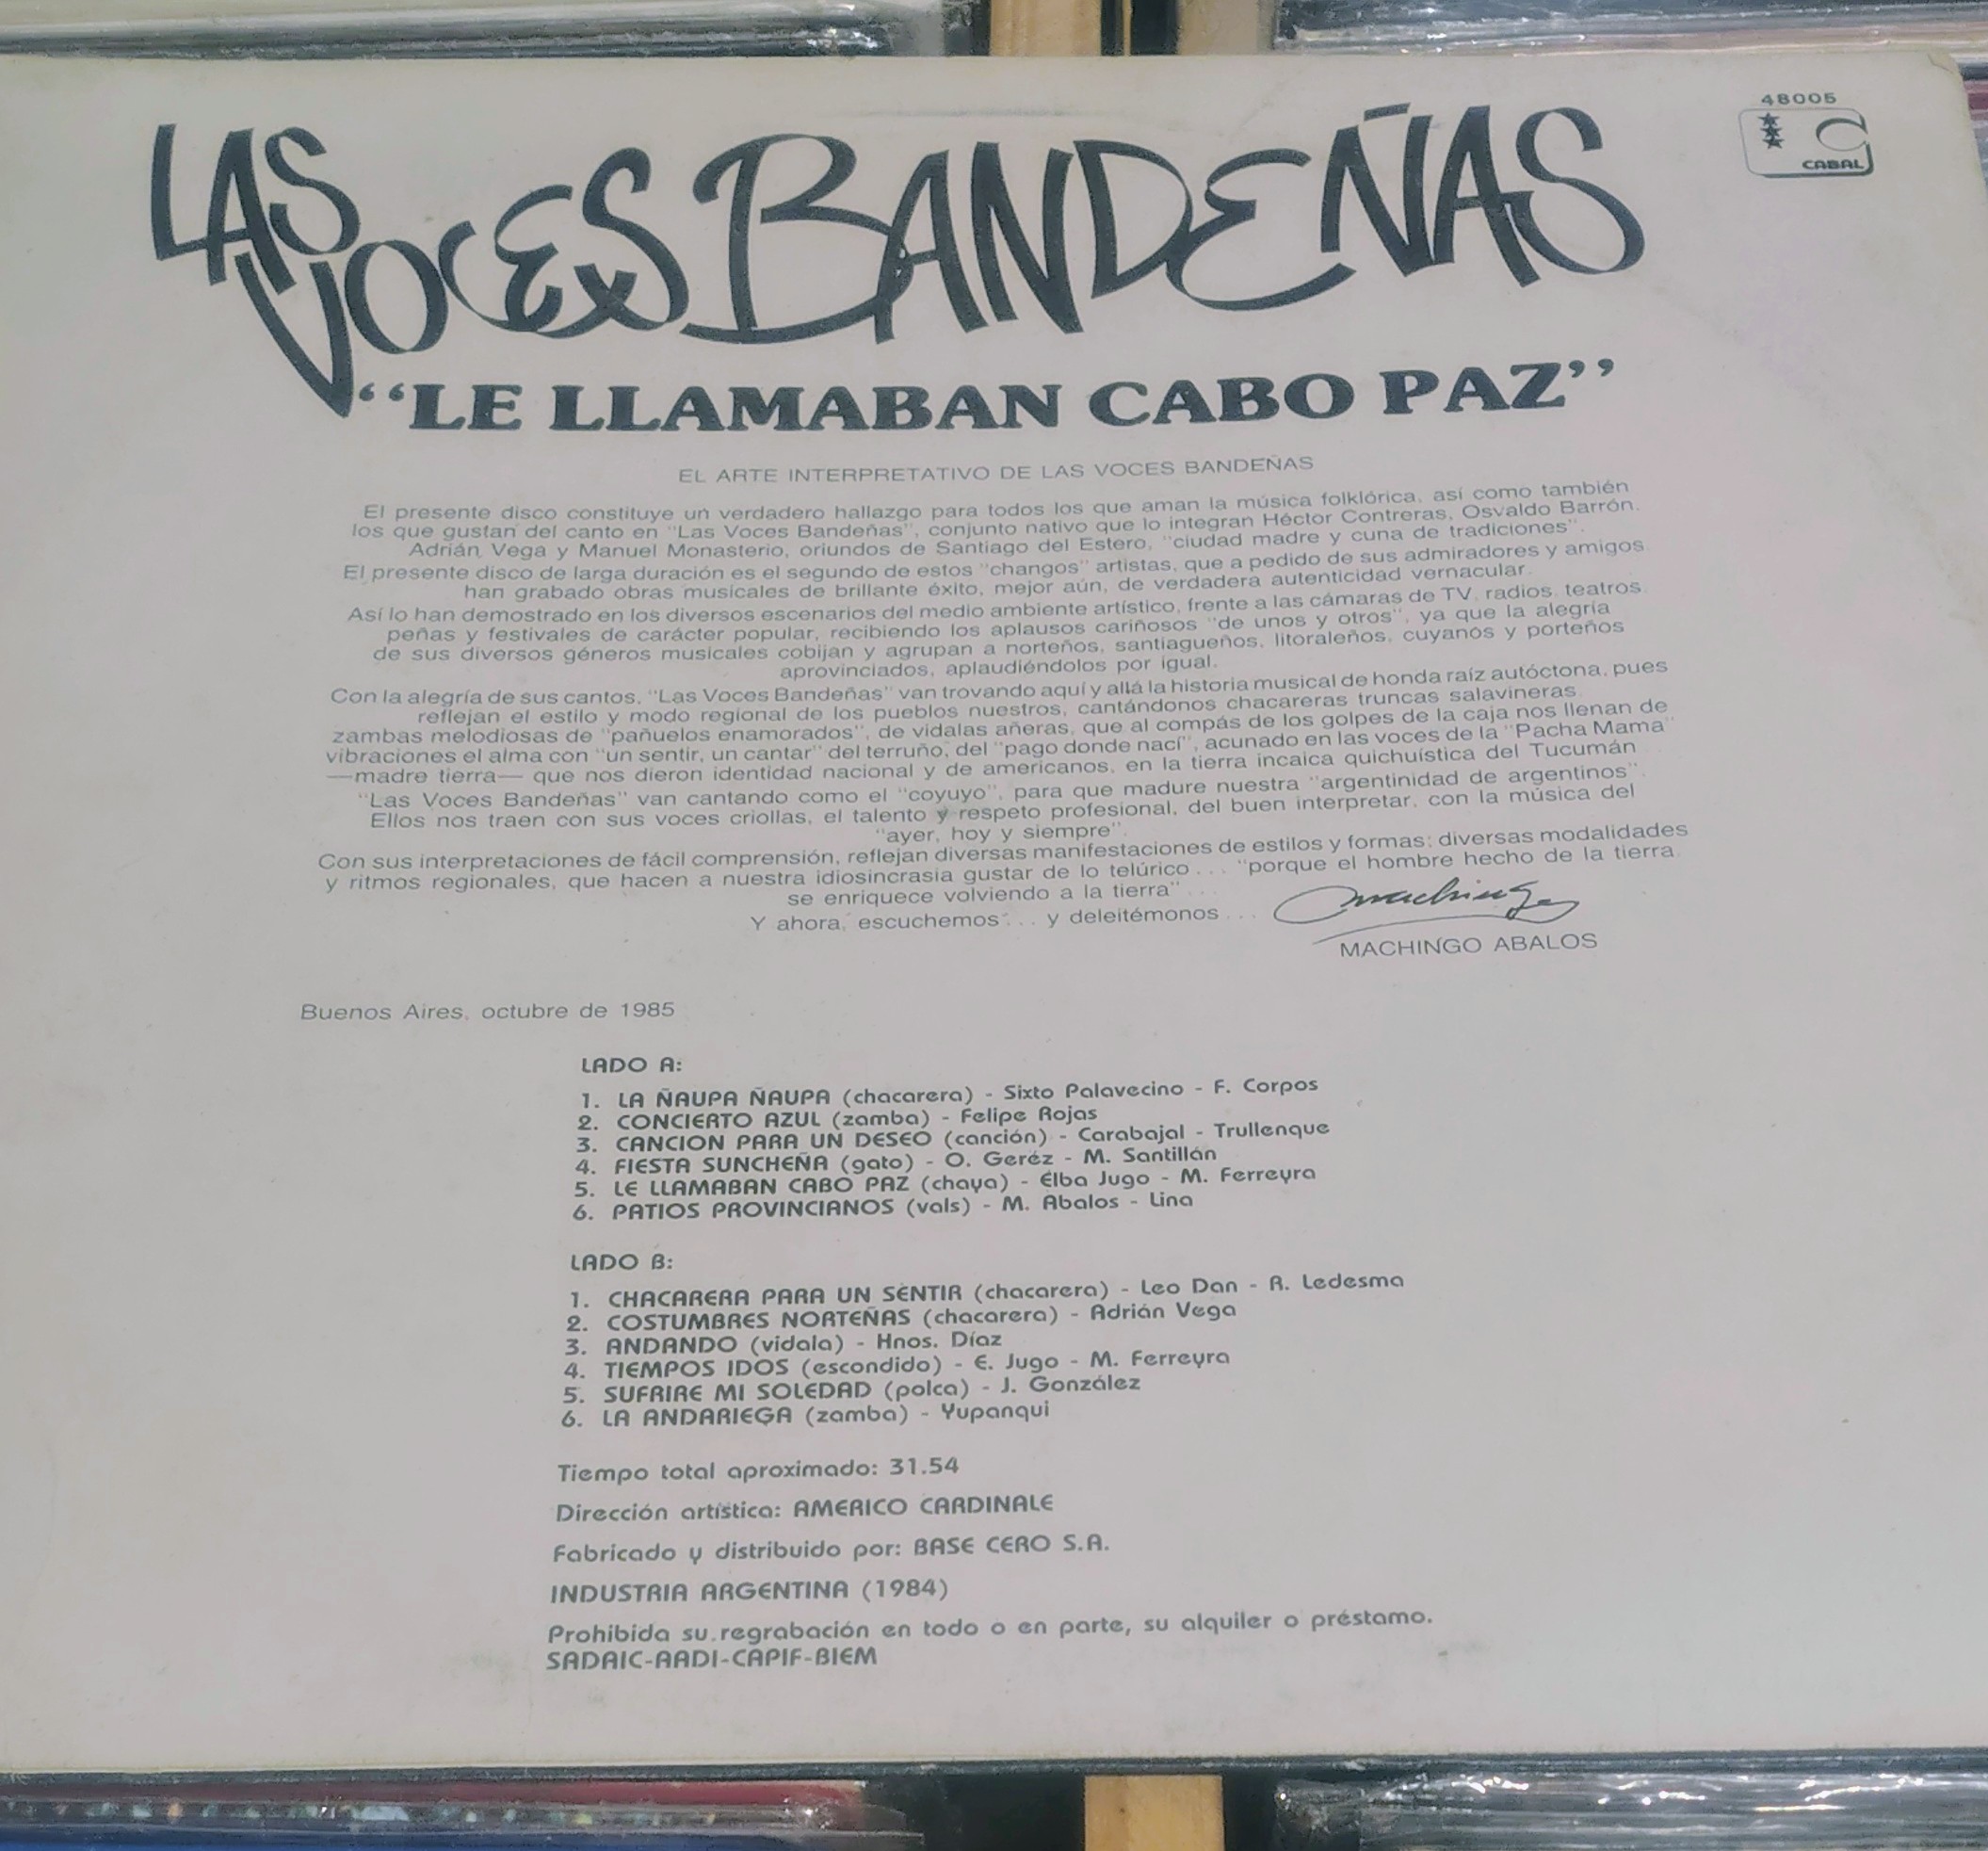 48005
CABAL
LAS VOCES BANDEÑAS
“LE LLAMABAN CABO PAZ”
EL ARTE INTERPRETATIVO DE LAS VOCES BANDEÑAS
El presente disco constituye un verdadero hallazgo para todos los que aman la música folklórica, así como también
los que gustan del canto en "Las Voces Bandeñas", conjunto nativo que lo integran Héctor Contreras, Osvaldo Barrón,
Adrián Vega y Manuel Monasterio, oriundos de Santiago del Estero, "ciudad madre y cuna de tradiciones".
El presente disco de larga duración es el segundo de estos "changos" artistas, que a pedido de sus admiradores y amigos
han grabado obras musicales de brillante éxito, mejor aún, de verdadera autenticidad vernacular.
Así lo han demostrado en los diversos escenarios del medio ambiente artístico, frente a las cámaras de TV, radios, teatros,
peñas y festivales de carácter popular, recibiendo los aplausos cariñosos "de unos y otros", ya que la alegría
de sus diversos géneros musicales cobijan y agrupan a norteños, santiagueños, litoraleños, cuyanos y porteños
aprovinciados, aplaudiéndolos por igual.
Con la alegría de sus cantos, "Las Voces Bandeñas" van trovando aquí y allá la historia musical de honda raíz autóctona, pues
reflejan el estilo y modo regional de los pueblos nuestros, cantándonos chacareras truncas salavineras
zambas melodiosas de "pañuelos enamorados", de vidalas añeras, que al compás de los golpes de la caja nos llenan de
vibraciones el alma con "un sentir, un cantar" del terruño, del "pago donde nací", acunado en las voces de la "Pacha Mama"
—madre tierra— que nos dieron identidad nacional y de americanos, en la tierra incaica quichuística del Tucumán
"Las Voces Bandeñas" van cantando como el "coyuyo", para que madure nuestra "argentinidad de argentinos".
Ellos nos traen con sus voces criollas, el talento y respeto profesional, del buen interpretar, con la música del
"ayer, hoy y siempre".
Con sus interpretaciones de fácil comprensión, reflejan diversas manifestaciones de estilos y formas; diversas modalidades
y ritmos regionales, que hacen a nuestra idiosincrasia gustar de lo telúrico . . . "porque el hombre hecho de la tierra
se enriquece volviendo a la tierra" . . .
Y ahora, escuchemos . . . y deleitémonos . . .
Machingo
MACHINGO ABALOS
Buenos Aires, octubre de 1985
LADO A:
1. LA ÑAUPA ÑAUPA (chacarera) - Sixto Palavecino - F. Corpos
2. CONCIERTO AZUL (zamba) - Felipe Rojas
3. CANCION PARA UN DESEO (canción) - Carabajal - Trullenque
4. FIESTA SUNCHEÑA (gato) - O. Geréz - M. Santillán
5. LE LLAMABAN CABO PAZ (chaya) - Elba Jugo - M. Ferreyra
6. PATIOS PROVINCIANOS (vals) - M. Abalos - Lina
LADO B:
1. CHACARERA PARA UN SENTIR (chacarera) - Leo Dan - R. Ledesma
2. COSTUMBRES NORTEÑAS (chacarera) - Adrián Vega
3. ANDANDO (vidala) - Hnos. Díaz
4. TIEMPOS IDOS (escondido) - E. Jugo - M. Ferreyra
5. SUFRIRE MI SOLEDAD (polca) - J. González
6. LA ANDARIEGA (zamba) - Yupanqui
Tiempo total aproximado: 31.54
Dirección artística: AMERICO CARDINALE
Fabricado y distribuido por: BASE CERO S.A.
INDUSTRIA ARGENTINA (1984)
Prohibida su regrabación en todo o en parte, su alquiler o préstamo.
SADAIC-AADI-CAPIF-BIEM